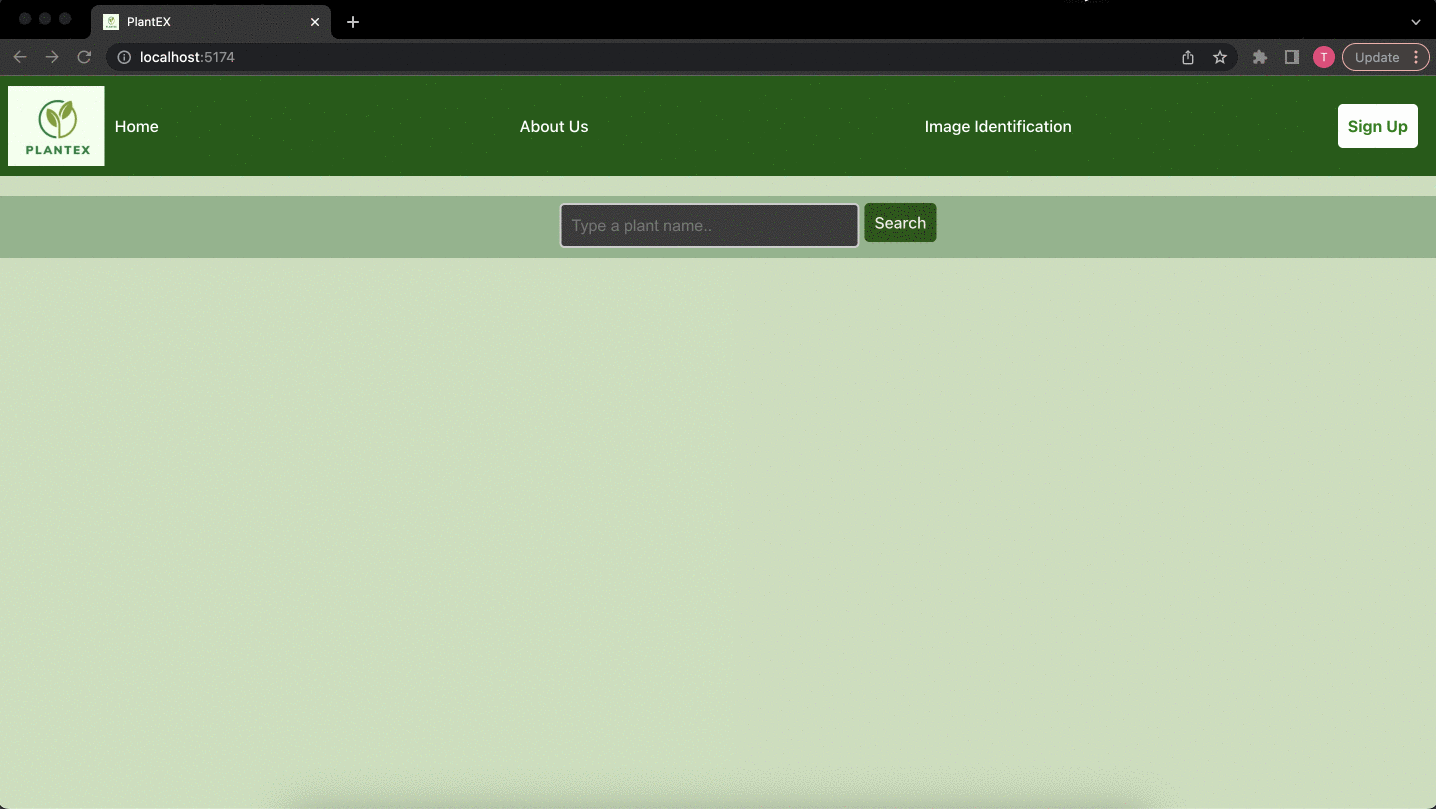 PlantEX
localhost:5174
T
Update
PLANTEX
Home
About Us
Image Identification
Sign Up
Type a plant name..
Search